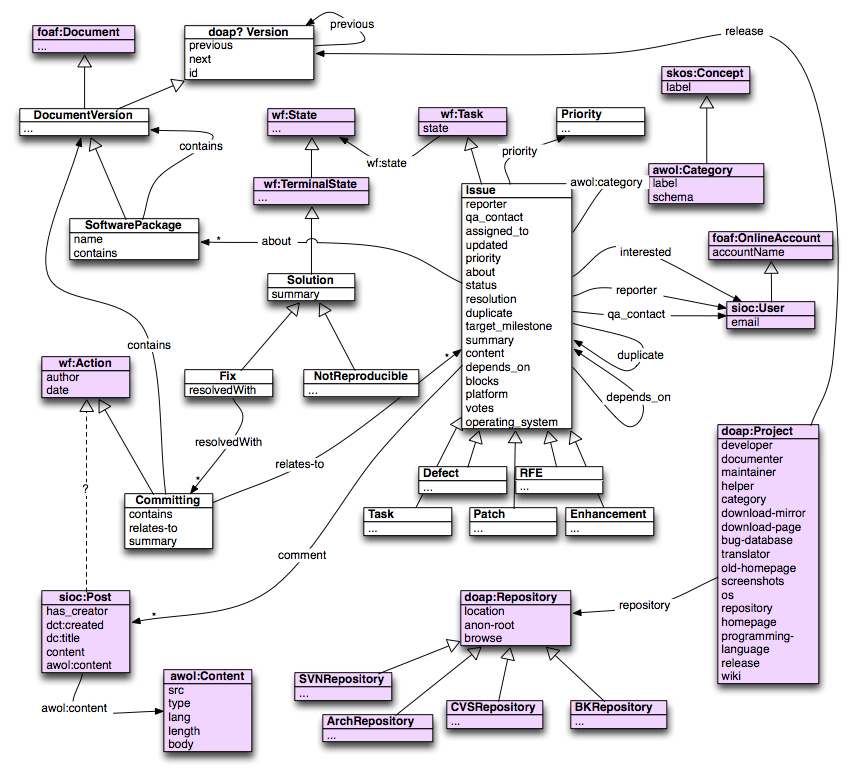 foaf:Document
...
doap? Version
previous
next
id
previous
release
DocumentVersion
...
wf:State
...
wf:Task
state
Priority
...
skos:Concept
label
contains
wf:state
priority
wf:TerminalState
...
awol:category
awol:Category
label
schema
Issue
reporter
qa_contact
assigned_to
updated
priority
about
status
resolution
duplicate
target_milestone
summary
content
depends_on
blocks
platform
votes
operating_system
SoftwarePackage
name
contains
* about
foaf:OnlineAccount
accountName
interested
reporter
qa_contact
sioc:User
email
Solution
summary
duplicate
depends_on
contains
wf:Action
author
date
Fix
resolvedWith
NotReproducible
...
*
resolvedWith
relates-to
*
?
Committing
contains
relates-to
summary
Defect
...
RFE
...
Task
...
Patch
...
Enhancement
...
doap:Project
developer
documenter
maintainer
helper
category
download-mirror
download-page
bug-database
translator
old-homepage
screenshots
os
repository
homepage
programming-
language
release
wiki
comment
*
sioc:Post
has_creator
dct:created
dc:title
content
awol:content
doap:Repository
location
anon-root
browse
repository
awol:content
awol:Content
src
type
lang
length
body
SVNRepository
...
ArchRepository
...
CVSRepository
...
BKRepository
...